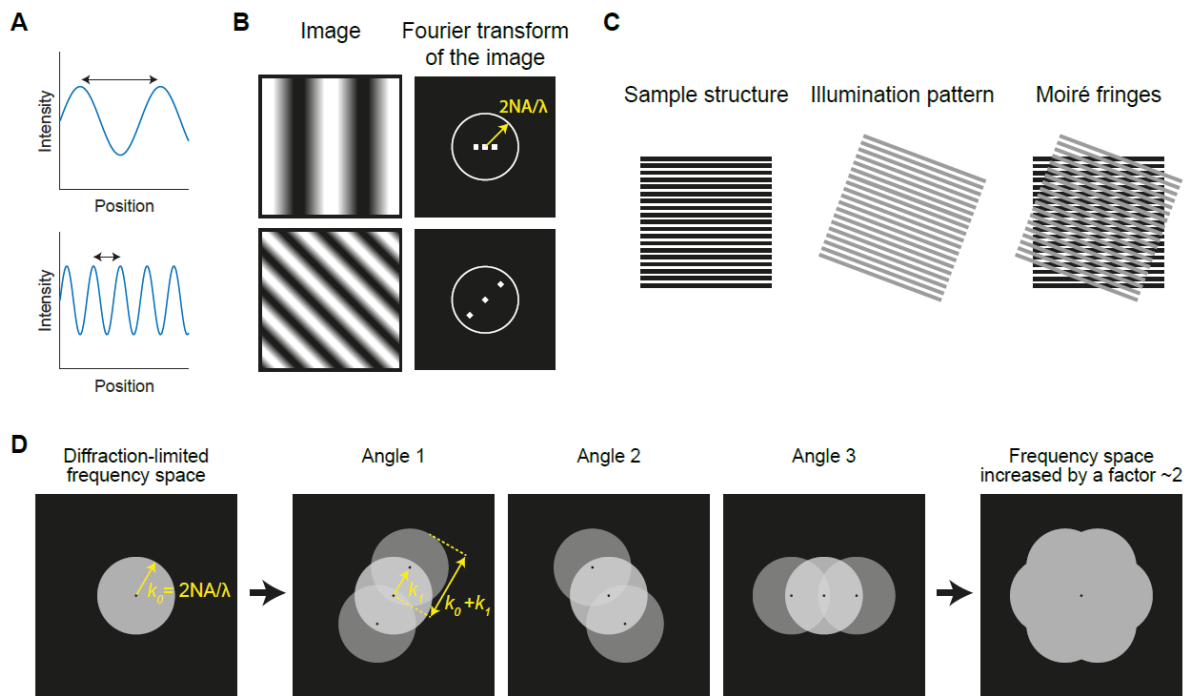 A
Intensity
Position
Intensity
Position
B
Image
Fourier transform
of the image
2NA/λ
C
Sample structure
Illumination pattern
Moiré fringes
D
Diffraction-limited
frequency space
k₀= 2NA/λ
Angle 1
k₁
k₀ +k₁
Angle 2
Angle 3
Frequency space
increased by a factor ~2